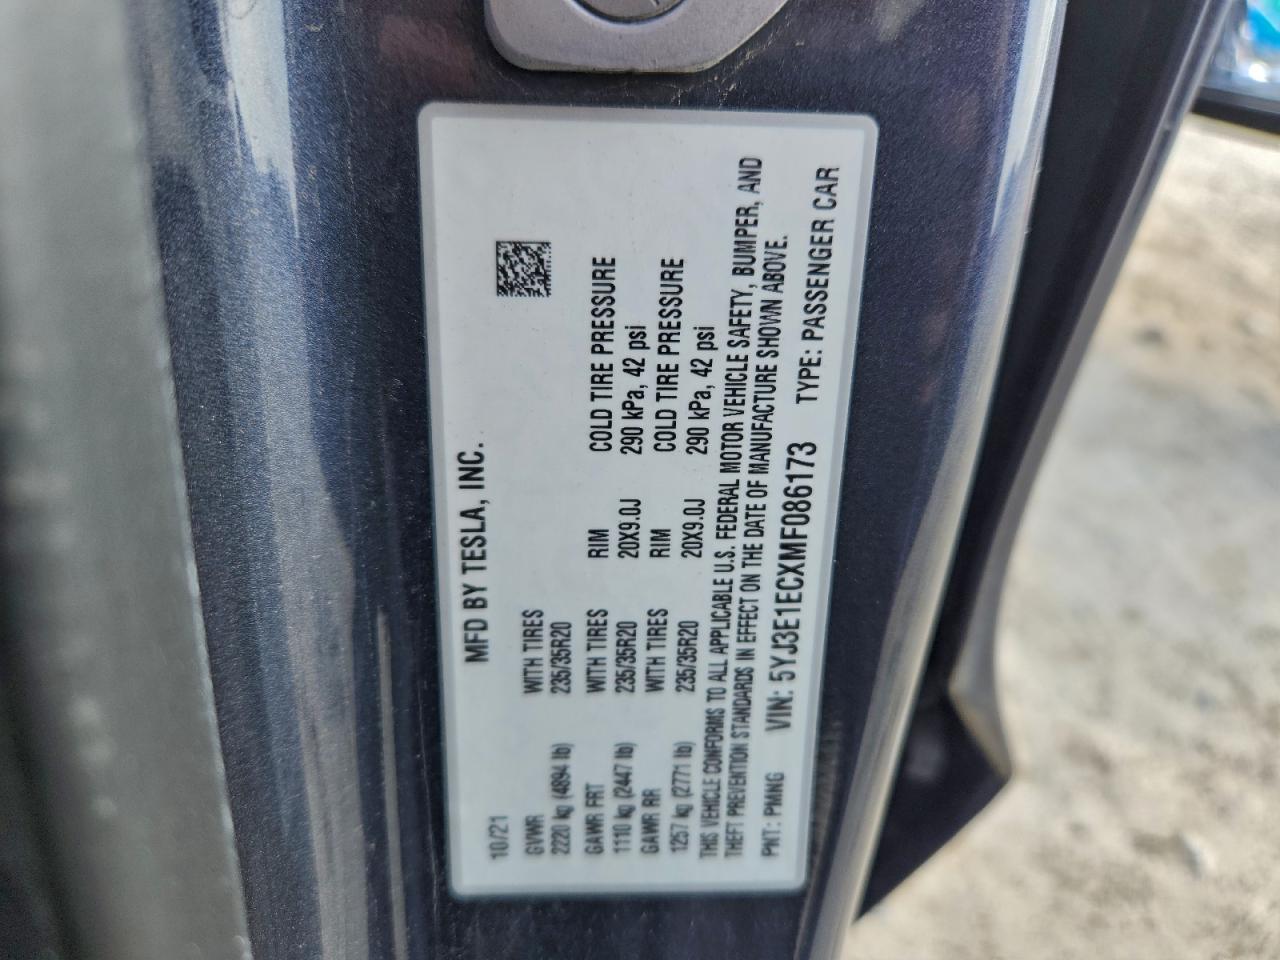 MFD BY TESLA, INC.
10/21
GVWR WITH TIRES
2220 kg (4894 lb) 235/35R20
GAWR FRT WITH TIRES RIM COLD TIRE PRESSURE
1110 kg (2447 lb) 235/35R20 20X9.0J 290 kPa, 42 psi
GAWR RR WITH TIRES RIM COLD TIRE PRESSURE
1257 kg (2771 lb) 235/35R20 20X9.0J 290 kPa, 42 psi
THIS VEHICLE CONFORMS TO ALL APPLICABLE U.S. FEDERAL MOTOR VEHICLE SAFETY, BUMPER, AND
THEFT PREVENTION STANDARDS IN EFFECT ON THE DATE OF MANUFACTURE SHOWN ABOVE.
PNT: PMNG VIN: 5YJ3E1ECXMF086173 TYPE: PASSENGER CAR